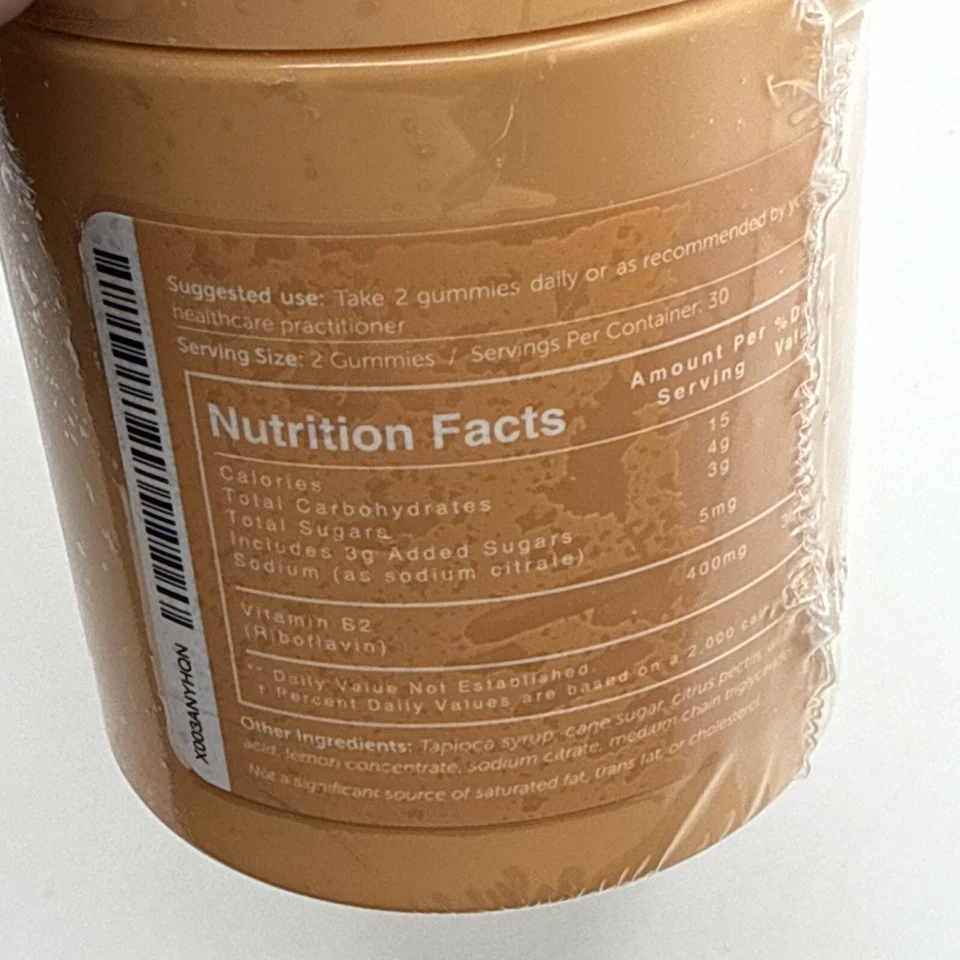 Suggested use: Take 2 gummies daily or as recommended by
healthcare practitioner
Serving Size: 2 Gummies / Servings Per Container: 30
Nutrition Facts
Amount Per
Serving
Calories 15
Total Carbohydrates 4g
Total Sugars 3g
Includes 3g Added Sugars
Sodium (as sodium citrate) 5mg
Vitamin B2 400mg
(Riboflavin)
** Daily Value Not Established.
† Percent Daily Values are based on a 2,000
Other Ingredients: Tapioca syrup, cane sugar, citrus pectin,
acid, lemon concentrate, sodium citrate, medium chain
Not a significant source of saturated fat, trans fat, or cholesterol.
X003ANYHQN